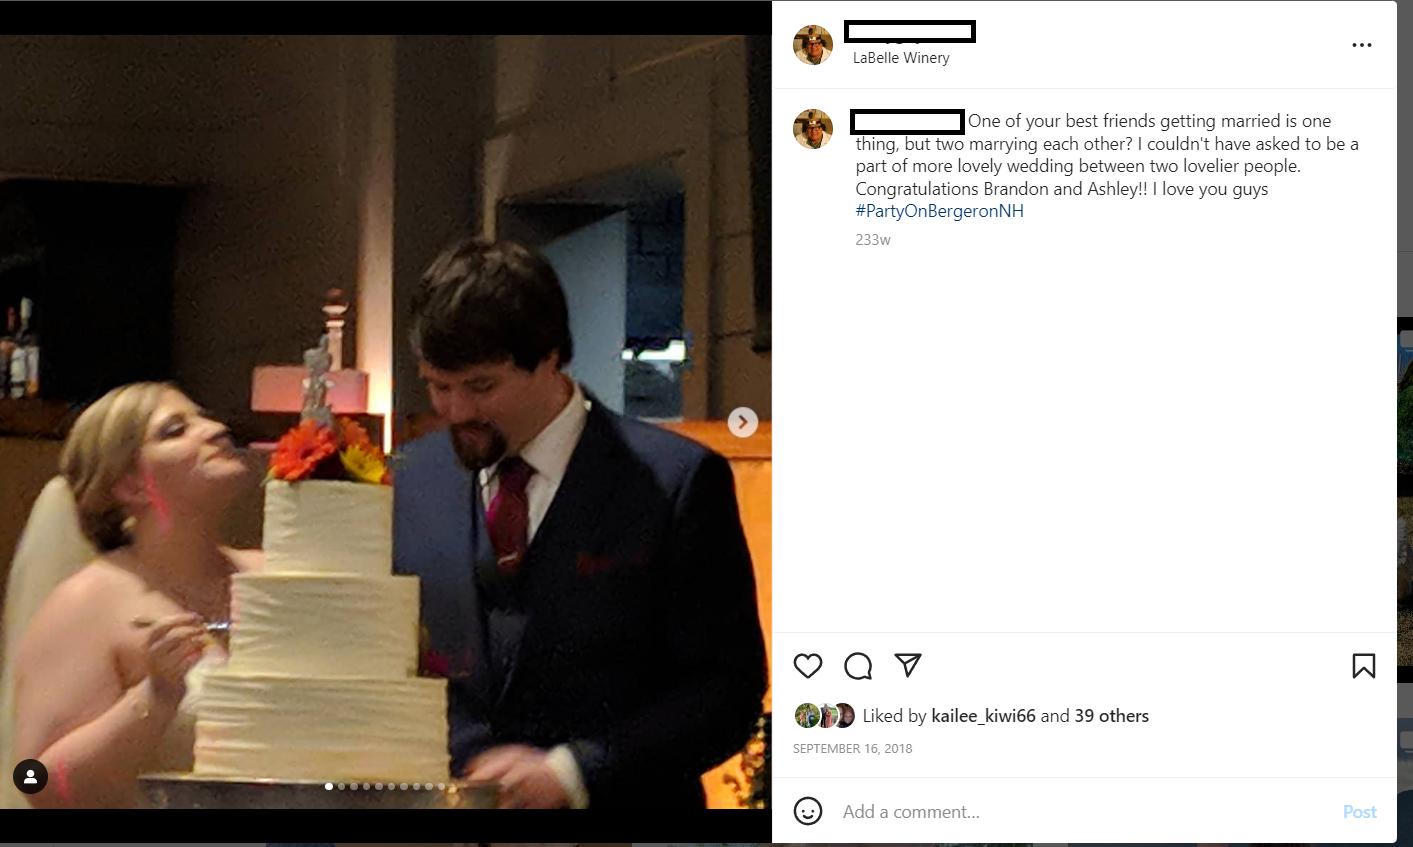 LaBelle Winery
One of your best friends getting married is one
thing, but two marrying each other? I couldn't have asked to be a
part of more lovely wedding between two lovelier people.
Congratulations Brandon and Ashley!! I love you guys
#PartyOnBergeronNH
233w
Liked by kailee_kiwi66 and 39 others
SEPTEMBER 16, 2018
Add a comment...
Post